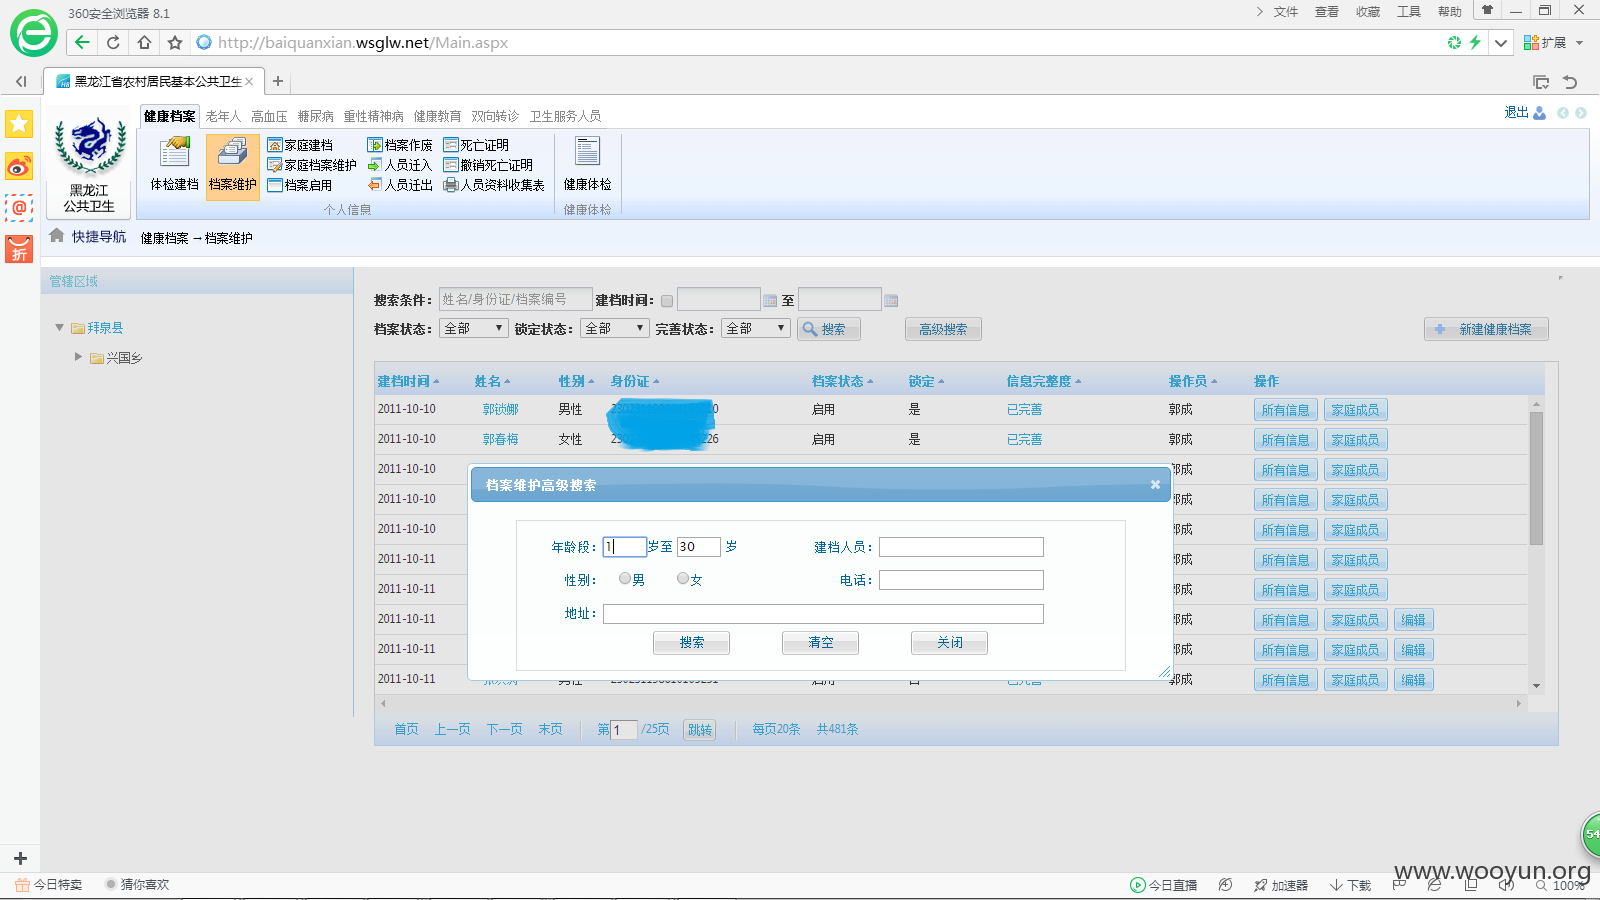 360安全浏览器 8.1
文件 查看 收藏 工具 帮助
http://baiquanxian.wsglw.net/Main.aspx
扩展
黑龙江省农村居民基本公共卫生
健康档案 老年人 高血压 糖尿病 重性精神病 健康教育 双向转诊 卫生服务人员
退出
黑龙江
公共卫生
体检建档 档案维护
家庭建档 档案作废 死亡证明
家庭档案维护 人员迁入 撤销死亡证明
档案启用 人员迁出 人员资料收集表
健康体检
个人信息 健康体检
快捷导航 健康档案→档案维护
管辖区域
拜泉县
兴国乡
搜索条件: 姓名/身份证/档案编号 建档时间: 至
档案状态: 全部 锁定状态: 全部 完善状态: 全部 搜索 高级搜索 新建健康档案
建档时间 姓名 性别 身份证 档案状态 锁定 信息完整度 操作员 操作
2011-10-10 郭锁娜 男性 启用 是 已完善 郭成 所有信息 家庭成员
2011-10-10 郭春梅 女性 226 启用 是 已完善 郭成 所有信息 家庭成员
2011-10-10 郭成 所有信息 家庭成员
2011-10-10 郭成 所有信息 家庭成员
2011-10-10 郭成 所有信息 家庭成员
2011-10-11 郭成 所有信息 家庭成员
2011-10-11 郭成 所有信息 家庭成员
2011-10-11 郭成 所有信息 家庭成员 编辑
2011-10-11 郭成 所有信息 家庭成员 编辑
2011-10-11 郭成 所有信息 家庭成员 编辑
档案维护高级搜索
年龄段: 1 岁至 30 岁 建档人员:
性别: 男 女 电话:
地址:
搜索 清空 关闭
首页 上一页 下一页 末页 第 1 /25页 跳转 每页20条 共481条
54
www.wooyun.org
今日特卖 猜你喜欢 今日直播 加速器 下载 100%